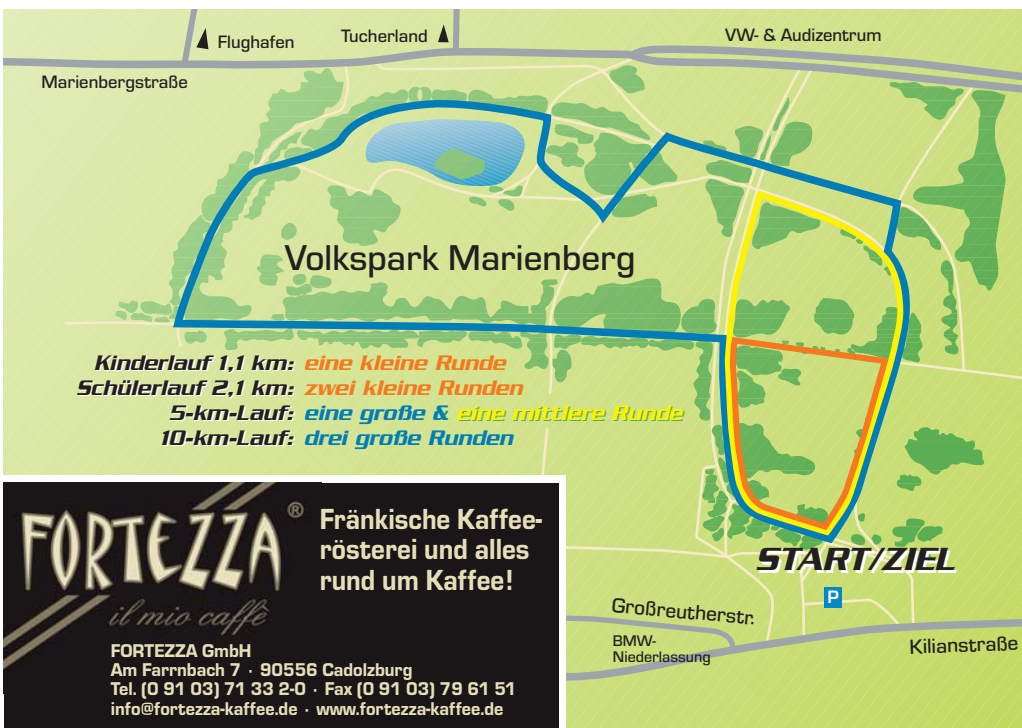 Flughafen
Tucherland
VW- & Audizentrum
Marienbergstraße
Volkspark Marienberg
Kinderlauf 1,1 km: eine kleine Runde
Schülerlauf 2,1 km: zwei kleine Runden
5-km-Lauf: eine große & eine mittlere Runde
10-km-Lauf: drei große Runden
START/ZIEL
P
Großreutherstr.
BMW-
Niederlassung
Kilianstraße
FORTEZZA ®
il mio caffè
Fränkische Kaffee-
rösterei und alles
rund um Kaffee!
FORTEZZA GmbH
Am Farrnbach 7 · 90556 Cadolzburg
Tel. (0 91 03) 71 33 2-0 · Fax (0 91 03) 79 61 51
info@fortezza-kaffee.de · www.fortezza-kaffee.de